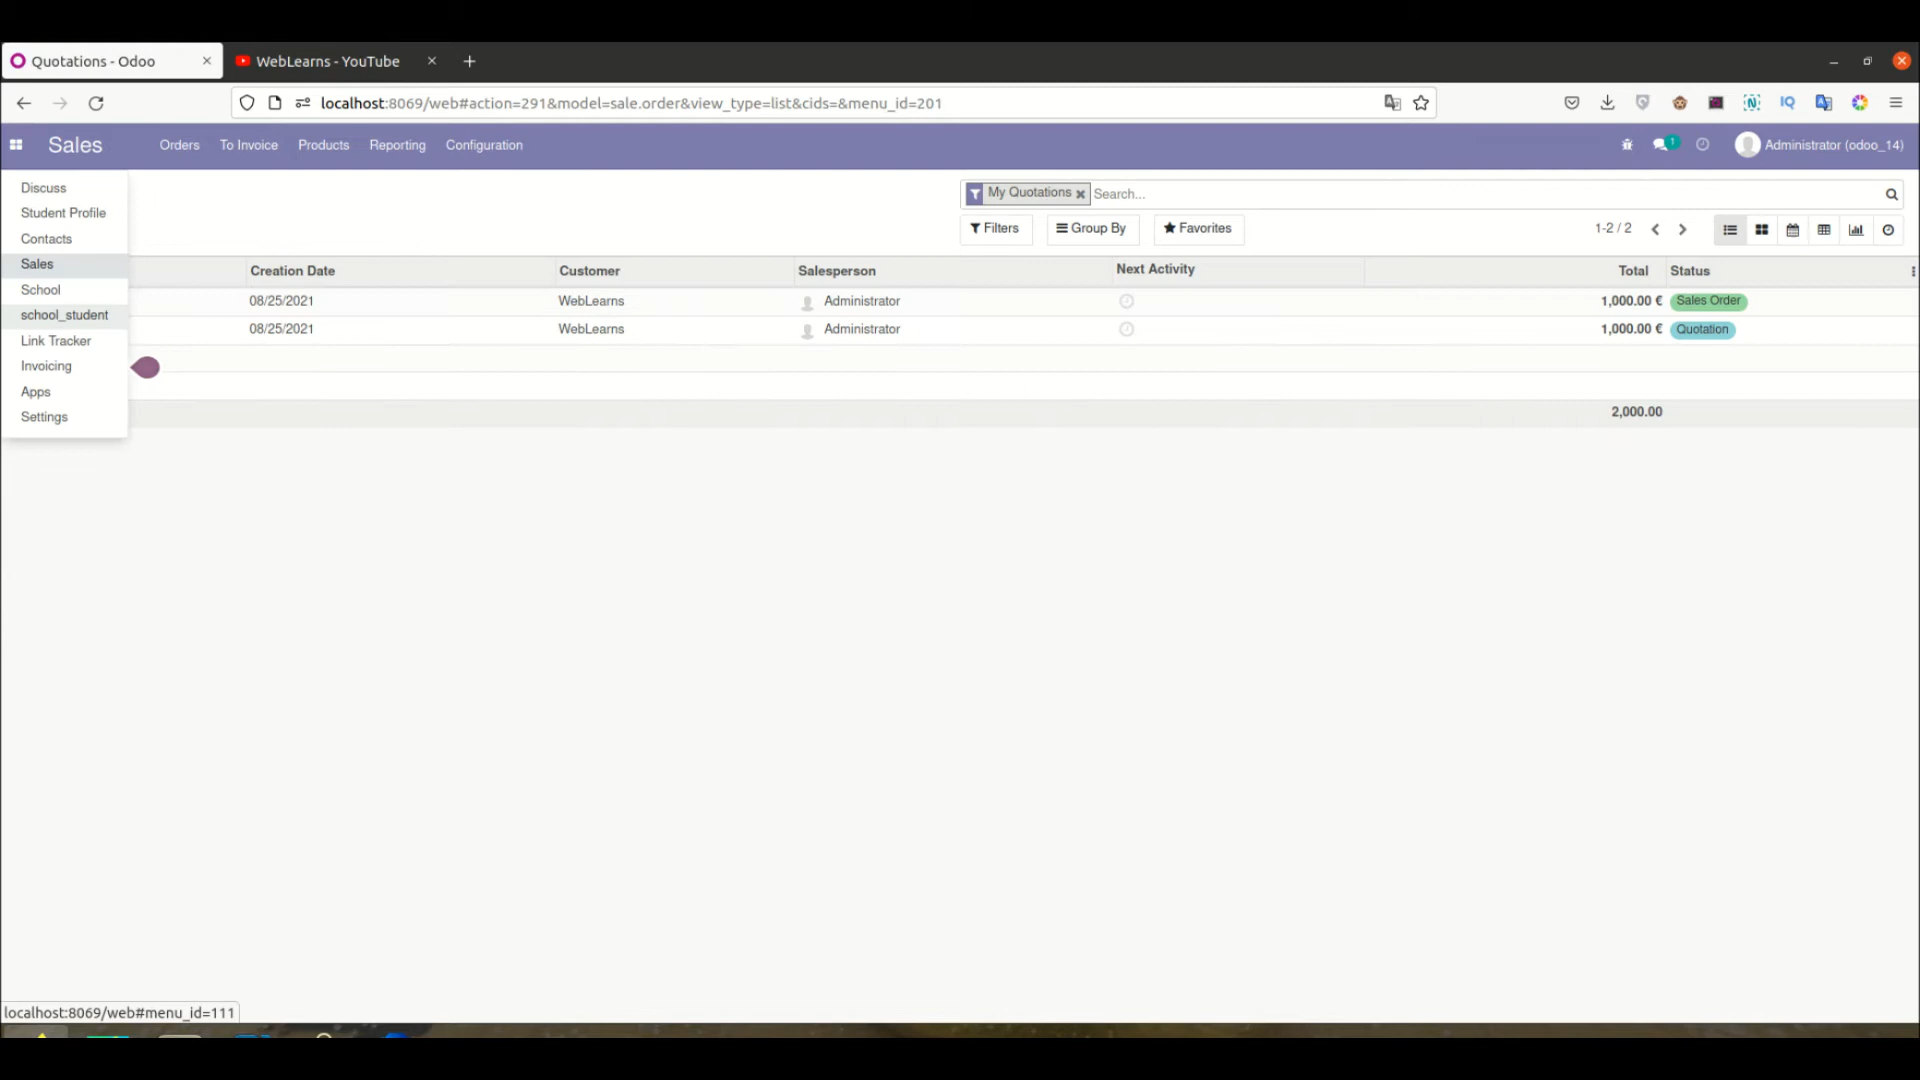 Quotations - Odoo
WebLearns - YouTube
localhost:8069/web#action=291&model=sale.order&view_type=list&cids=&menu_id=201
IQ
Sales
Orders
To Invoice
Products
Reporting
Configuration
1
Administrator (odoo_14)
Discuss
Student Profile
Contacts
Sales
School
school_student
Link Tracker
Invoicing
Apps
Settings
My Quotations
Search...
Filters
Group By
Favorites
1-2 / 2
Creation Date Customer Salesperson Next Activity Total Status
08/25/2021 WebLearns Administrator 1,000.00 € Sales Order
08/25/2021 WebLearns Administrator 1,000.00 € Quotation
2,000.00
localhost:8069/web#menu_id=111